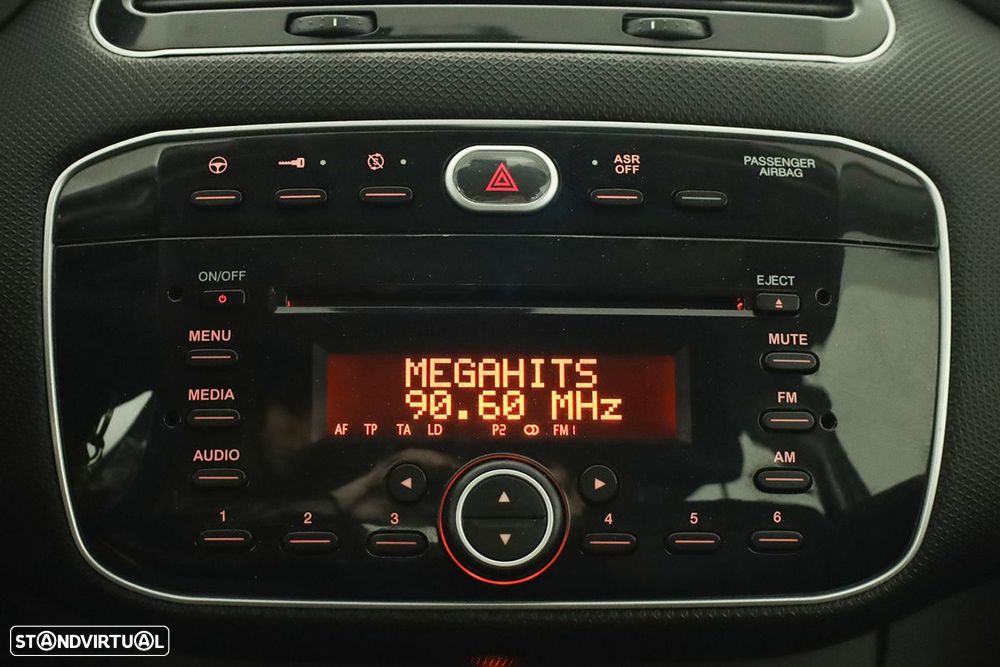 ASR
OFF
PASSENGER
AIRBAG
ON/OFF
EJECT
MENU
MUTE
MEGAHITS
MEDIA
90.60 MHz
FM
AF TP TA LD P2 FM1
AUDIO
AM
1 2 3 4 5 6
STANDVIRTUAL